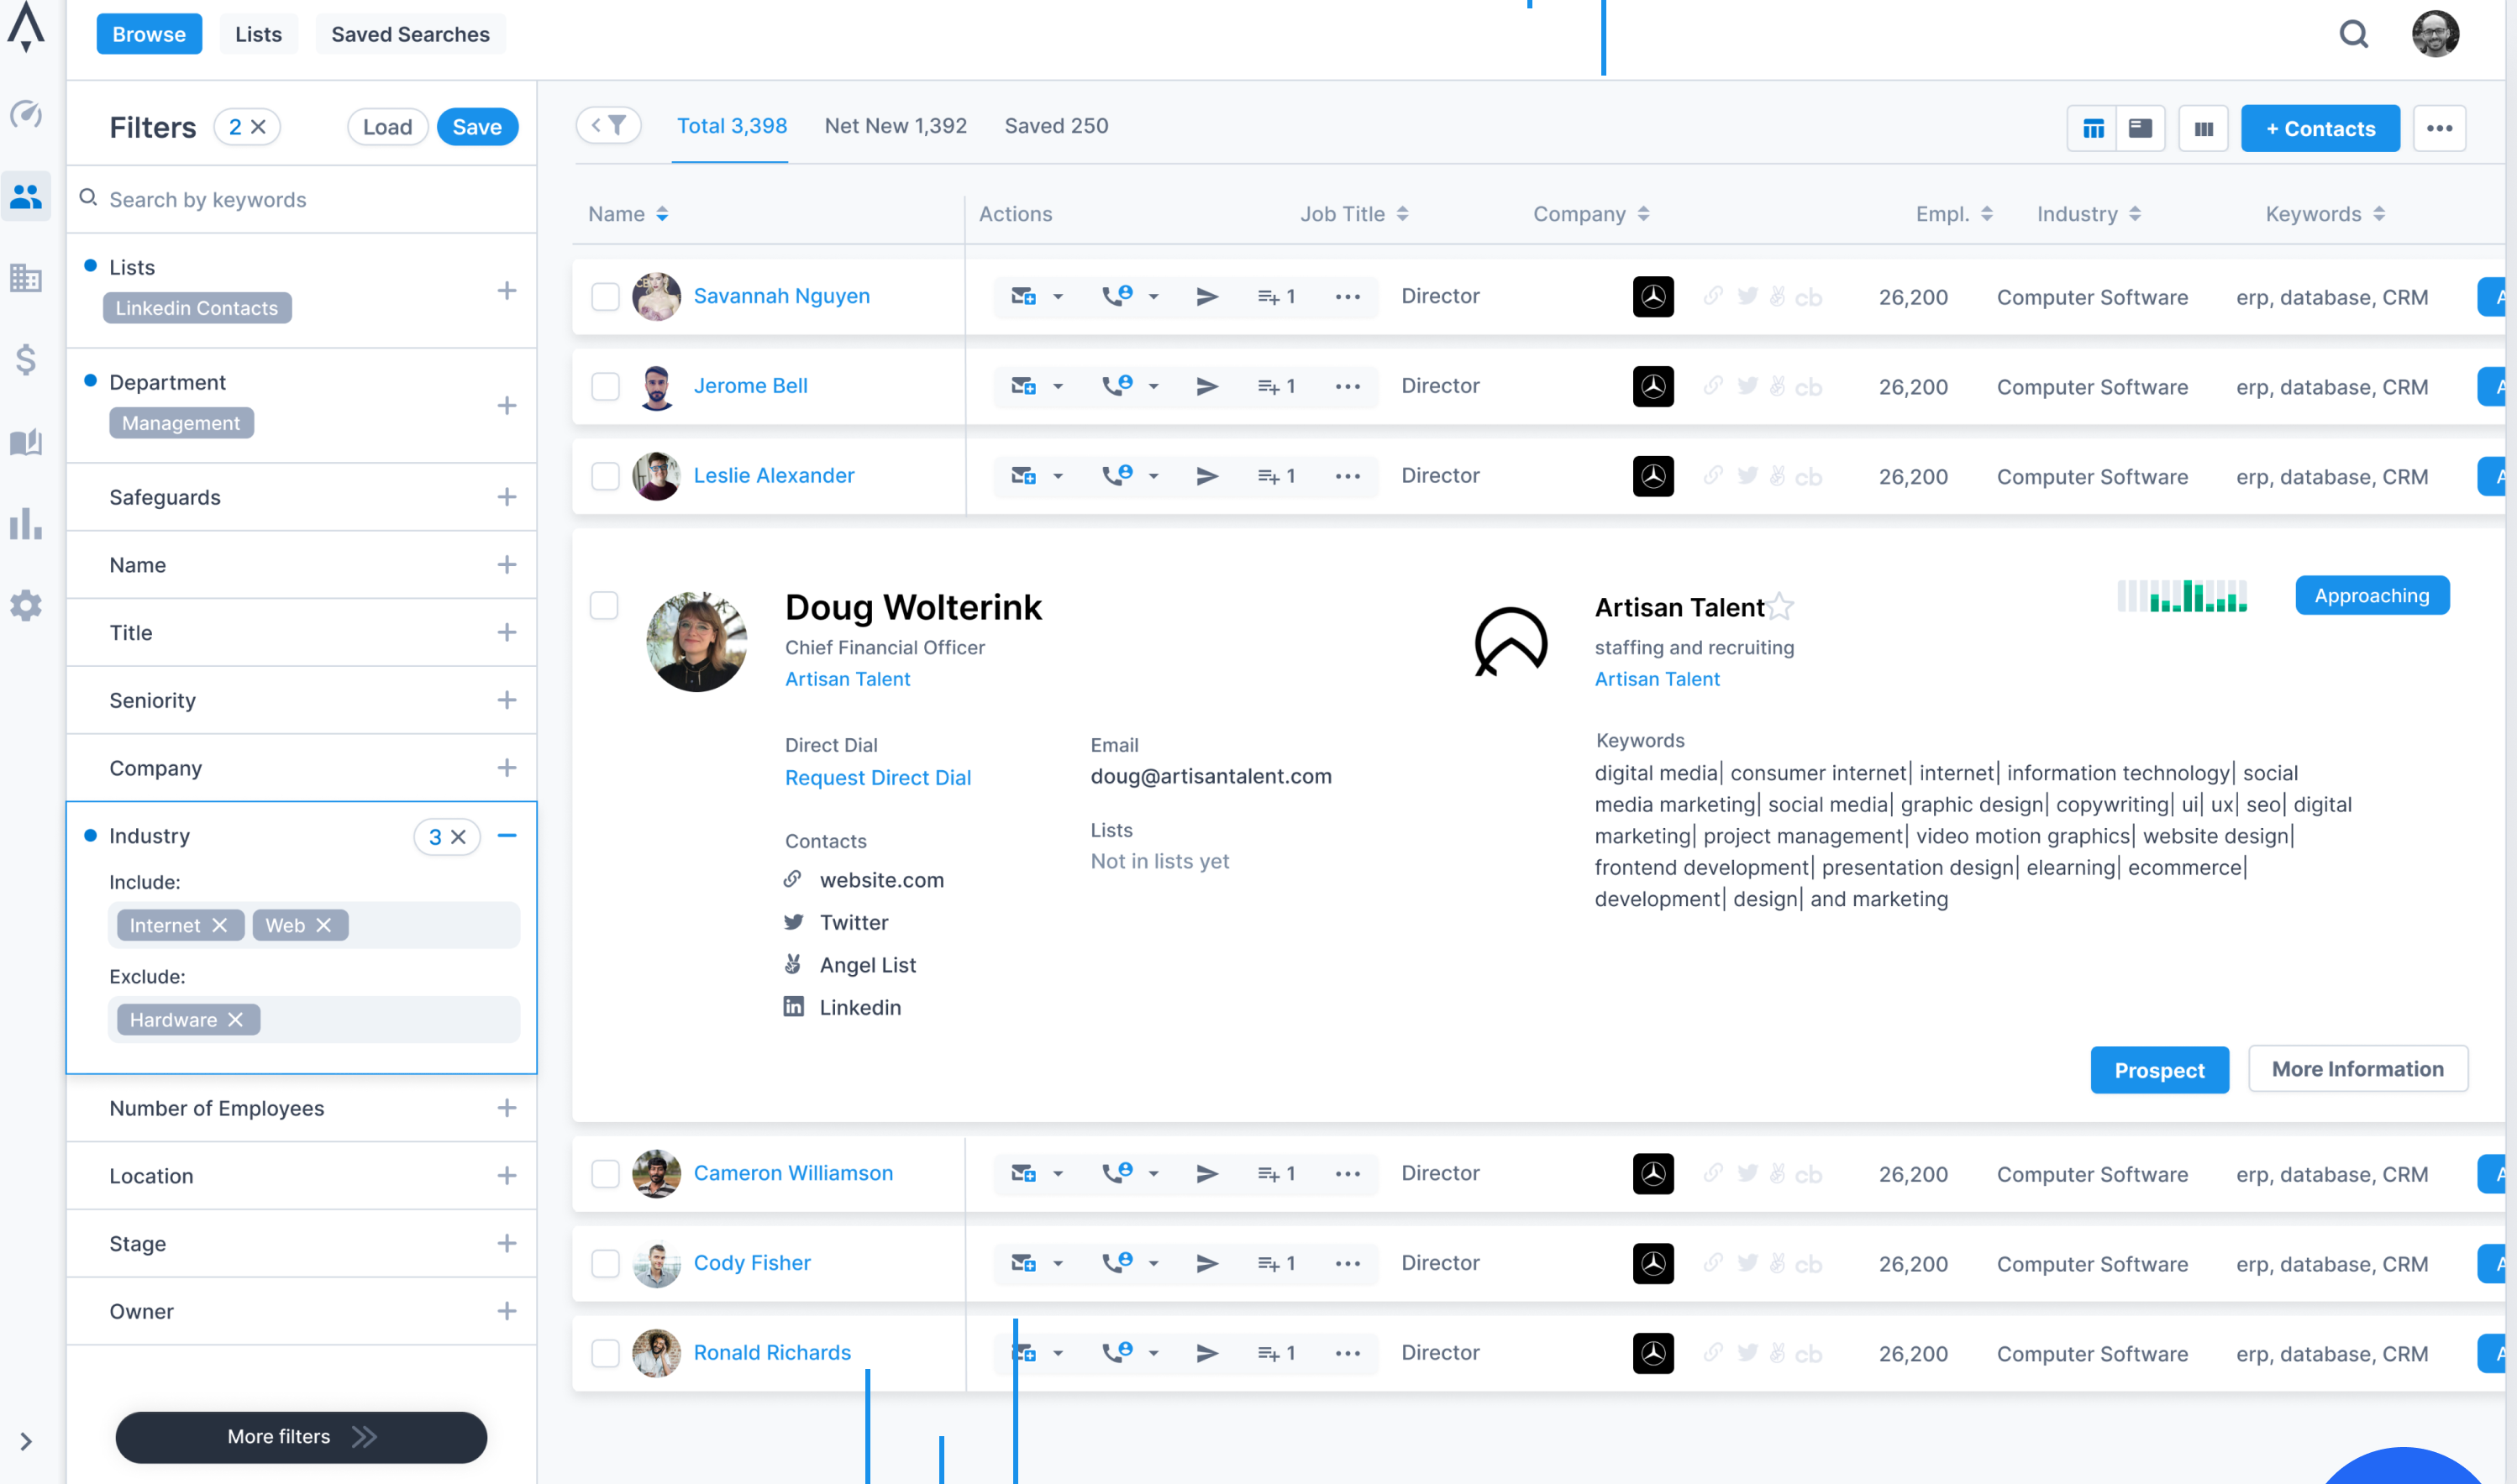 Browse Lists Saved Searches
Filters 2 Load Save
Search by keywords
Lists
Linkedin Contacts
Department
Management
Safeguards
Name
Title
Seniority
Company
Industry 3
Include:
Internet Web
Exclude:
Hardware
Number of Employees
Location
Stage
Owner
More filters
Total 3,398 Net New 1,392 Saved 250 + Contacts
Name Actions Job Title Company Empl. Industry Keywords
Savannah Nguyen 1 Director cb 26,200 Computer Software erp, database, CRM A
Jerome Bell 1 Director cb 26,200 Computer Software erp, database, CRM A
Leslie Alexander 1 Director cb 26,200 Computer Software erp, database, CRM A
Doug Wolterink
Chief Financial Officer
Artisan Talent
Direct Dial
Request Direct Dial
Email
doug@artisantalent.com
Contacts
website.com
Twitter
Angel List
Linkedin
Lists
Not in lists yet
Artisan Talent
staffing and recruiting
Artisan Talent
Approaching
Keywords
digital media| consumer internet| internet| information technology| social
media marketing| social media| graphic design| copywriting| ui| ux| seo| digital
marketing| project management| video motion graphics| website design|
frontend development| presentation design| elearning| ecommerce|
development| design| and marketing
Prospect More Information
Cameron Williamson 1 Director cb 26,200 Computer Software erp, database, CRM A
Cody Fisher 1 Director cb 26,200 Computer Software erp, database, CRM A
Ronald Richards 1 Director cb 26,200 Computer Software erp, database, CRM A